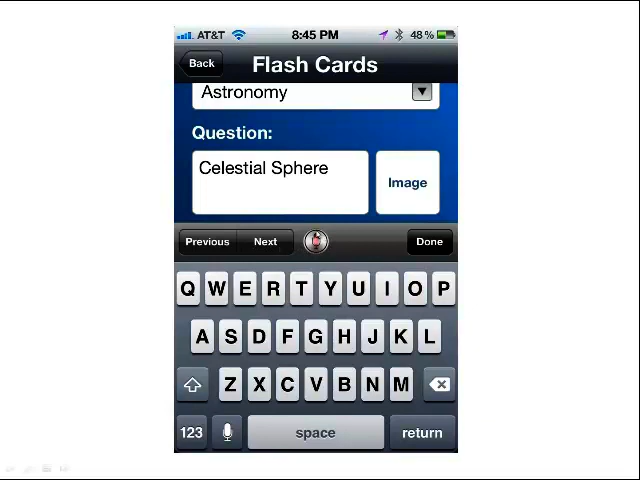 AT&T 8:45 PM 48%
Back Flash Cards
Astronomy
Question:
Celestial Sphere
Image
Previous Next Done
Q W E R T Y U I O P
A S D F G H J K L
Z X C V B N M
123 space return